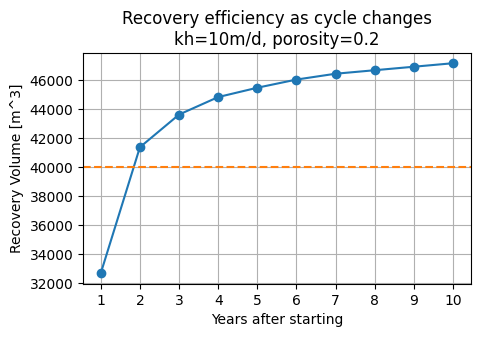 Recovery efficiency as cycle changes
kh=10m/d, porosity=0.2
Recovery Volume [m^3]
46000
44000
42000
40000
38000
36000
34000
32000
1 2 3 4 5 6 7 8 9 10
Years after starting